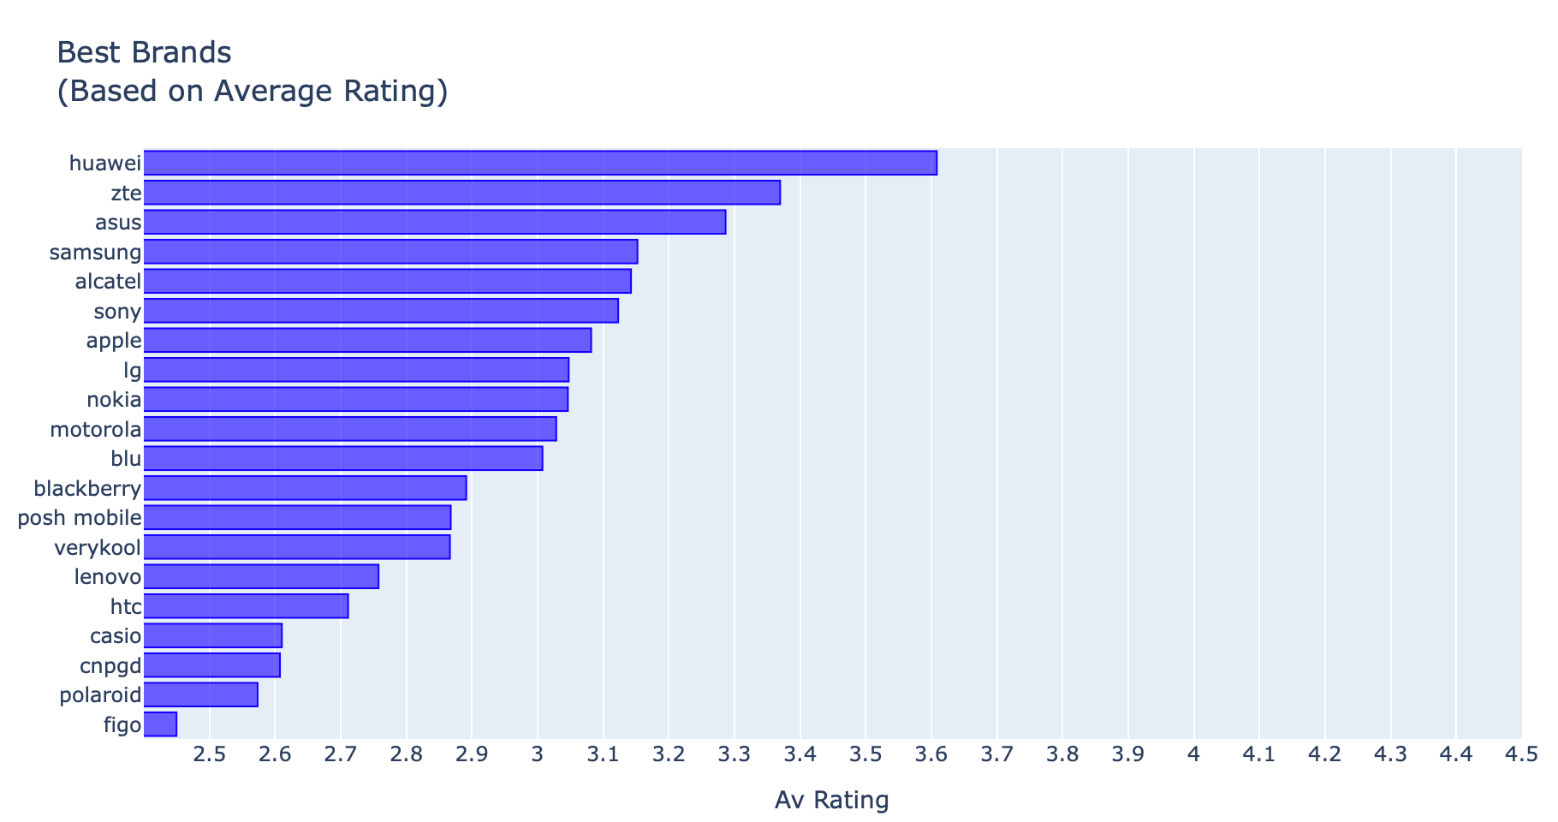 Best Brands
(Based on Average Rating)
huawei
zte
asus
samsung
alcatel
sony
apple
lg
nokia
motorola
blu
blackberry
posh mobile
verykool
lenovo
htc
casio
cnpgd
polaroid
figo
2.5 2.6 2.7 2.8 2.9 3 3.1 3.2 3.3 3.4 3.5 3.6 3.7 3.8 3.9 4 4.1 4.2 4.3 4.4 4.5
Av Rating